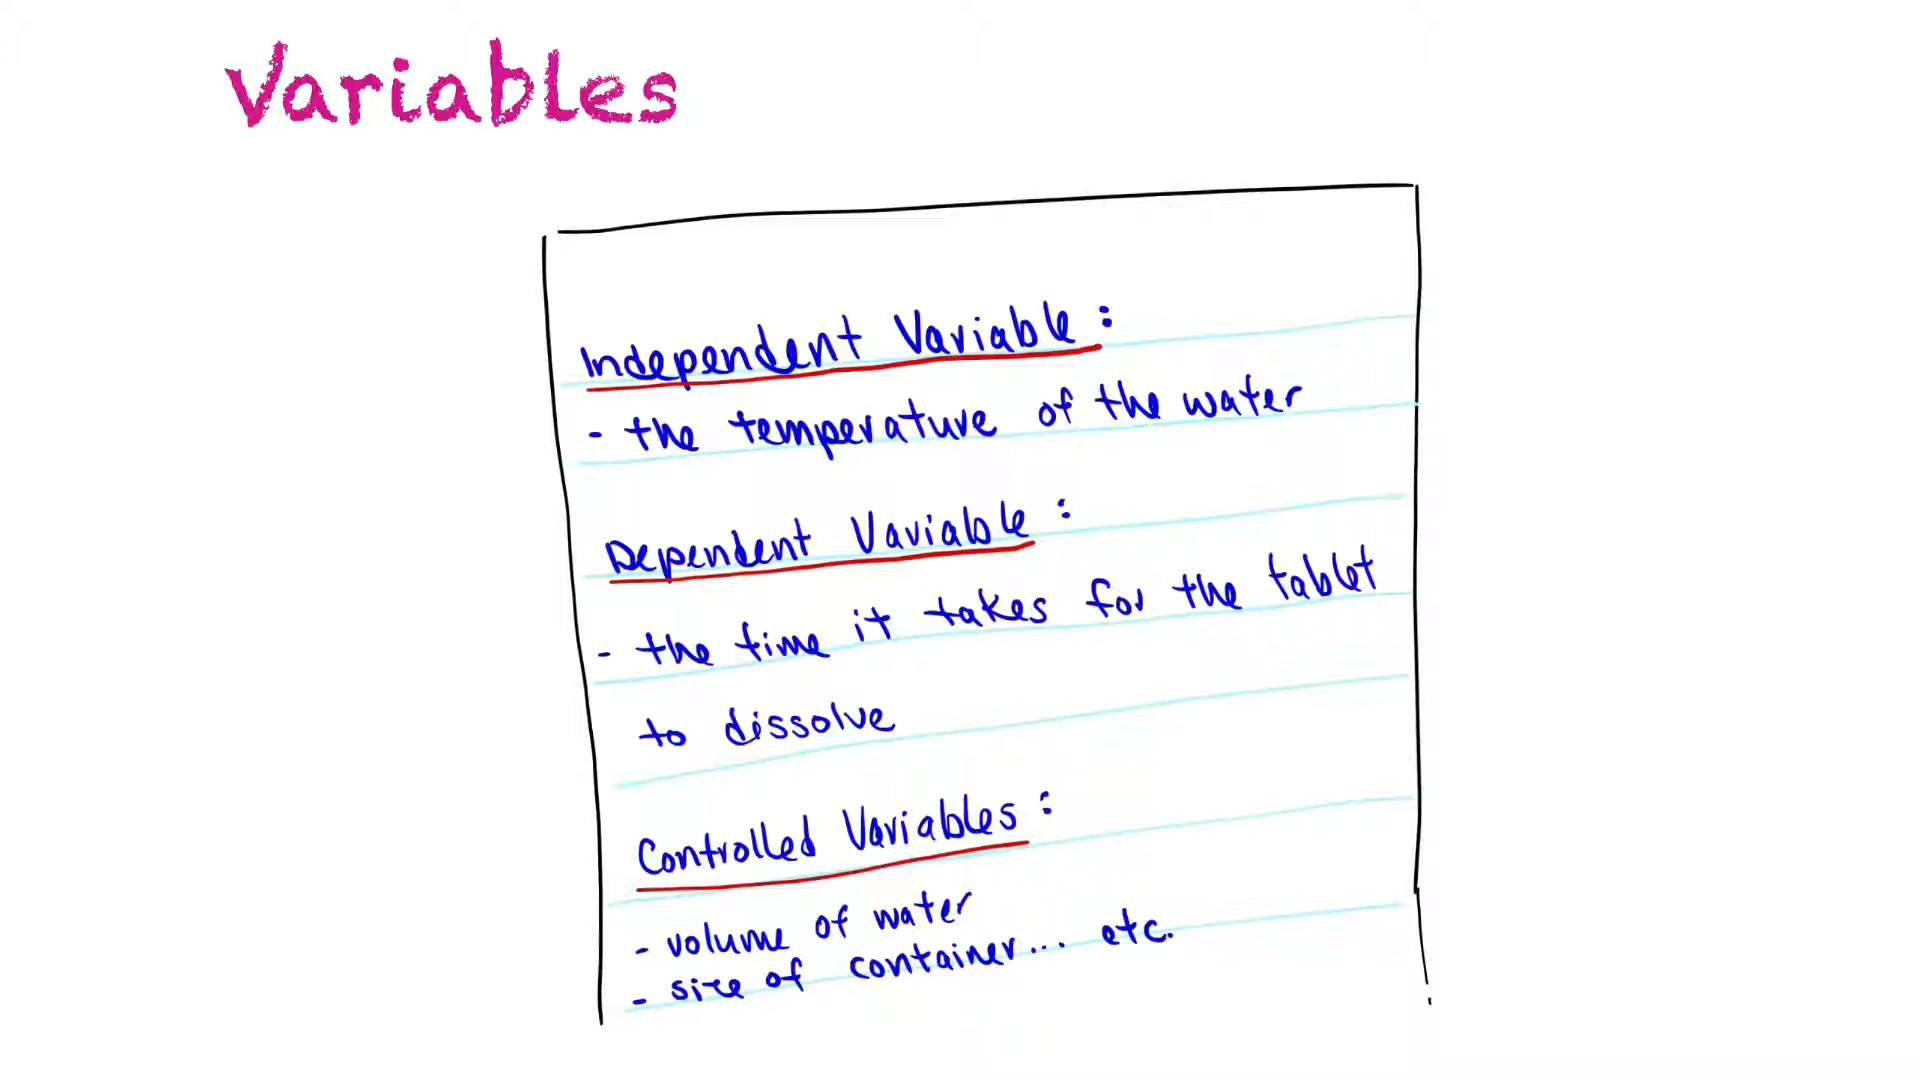 Variables
Independent Variable:
- the temperature of the water
Dependent Variable:
- the time it takes for the tablet
to dissolve
Controlled Variables:
- volume of water
- size of container... etc.